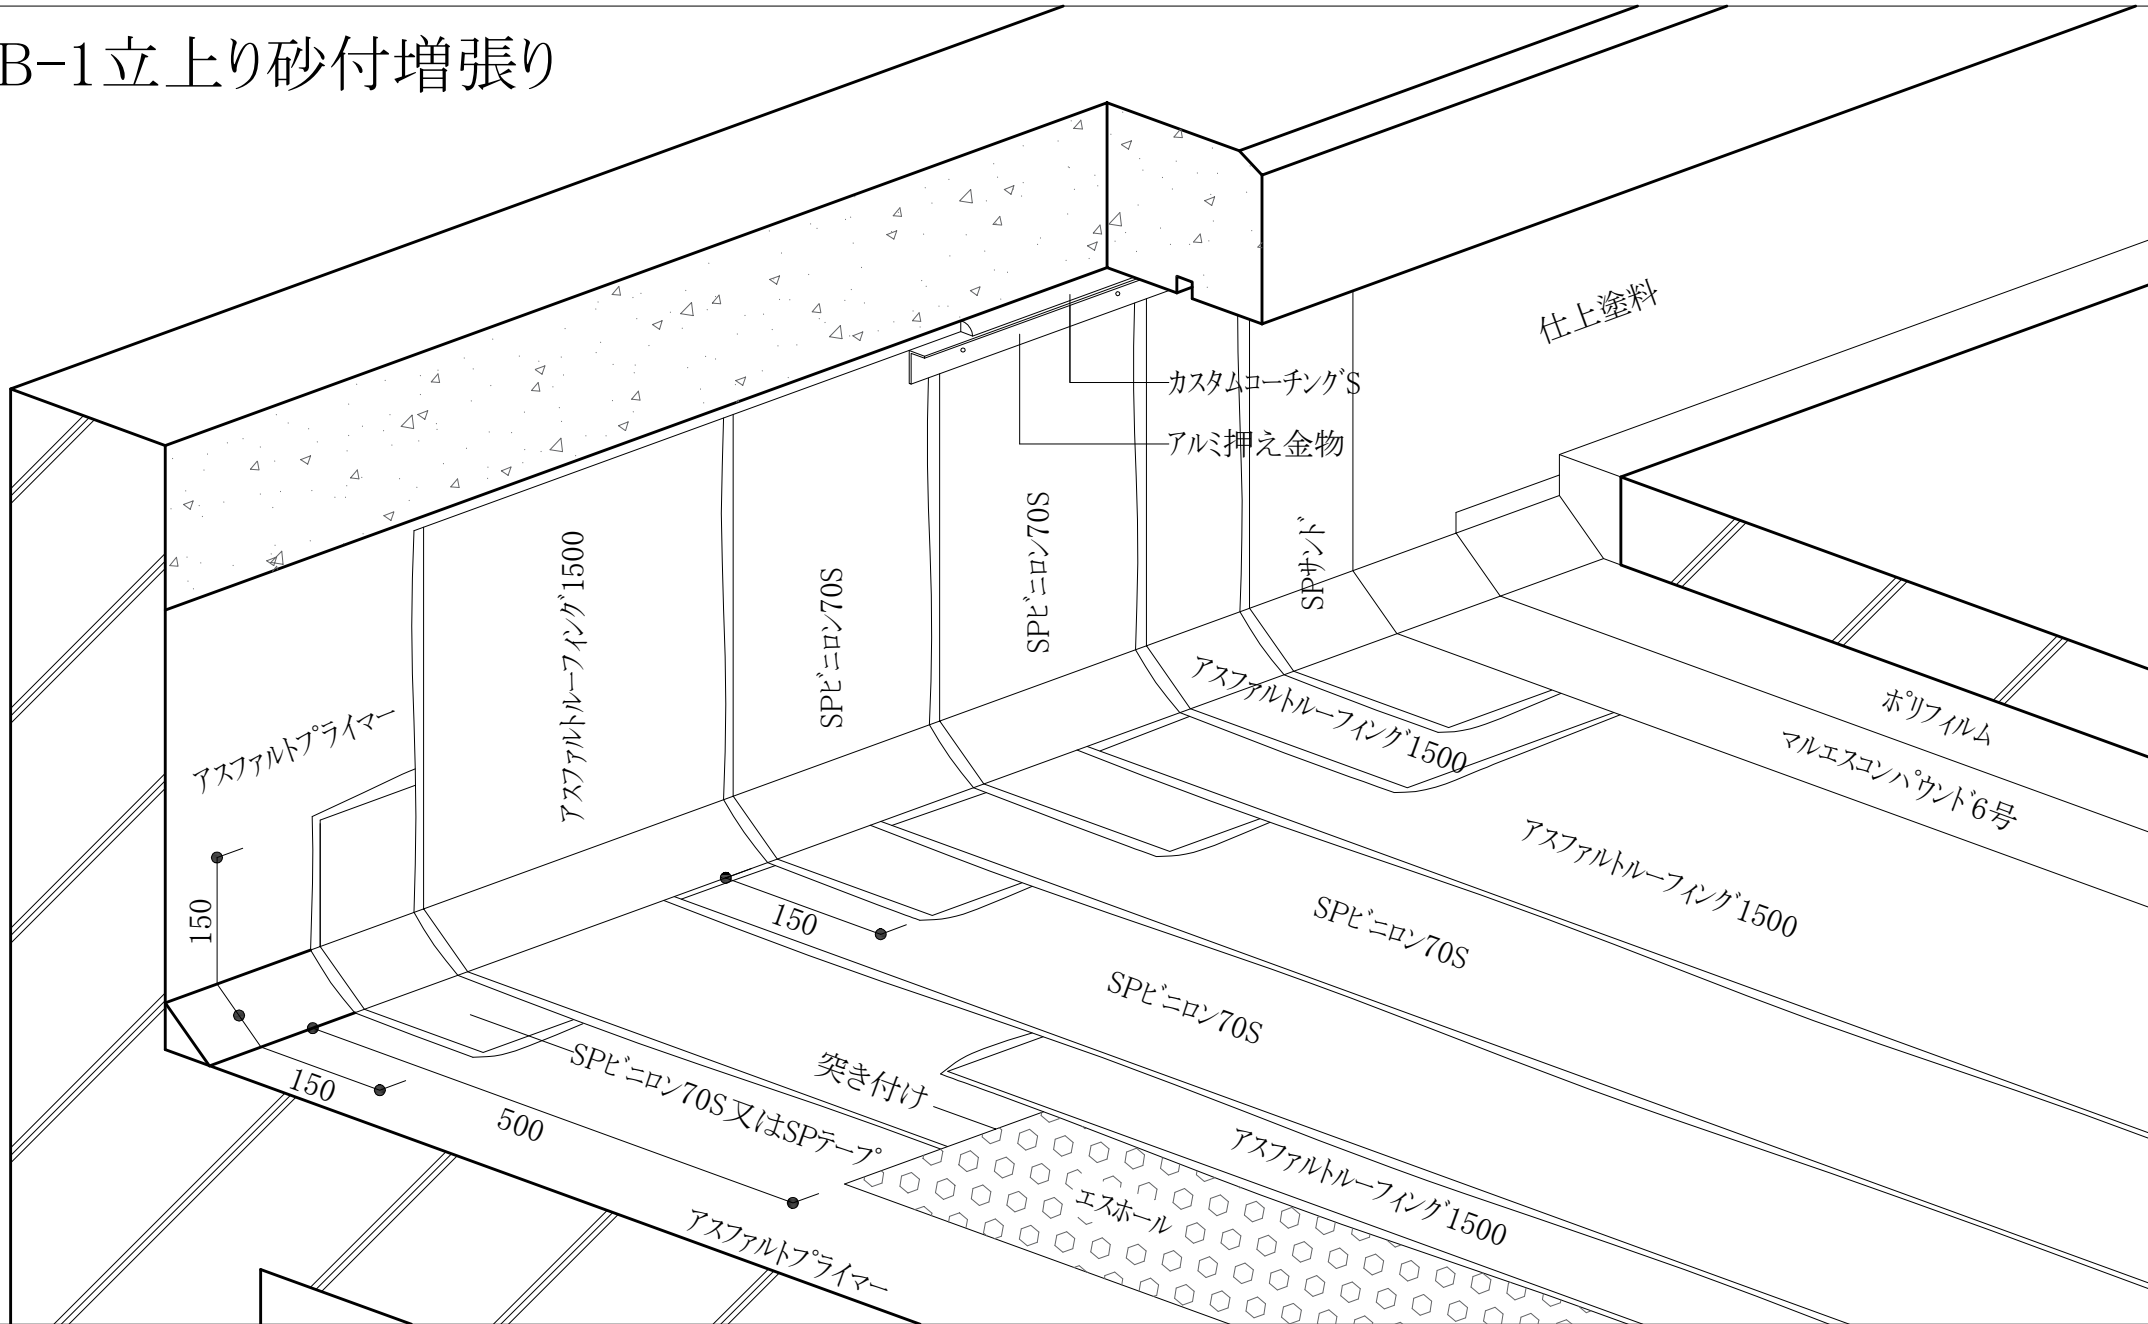 B-1立上り砂付増張り
仕上塗料
カスタムコーチングS
アルミ押え金物
アスファルトプライマー
アスファルトルーフィング1500
SPビニロン70S
SPビニロン70S
SPサンド
アスファルトルーフィング1500
ポリフィルム
マルエスコンパウンド6号
アスファルトルーフィング1500
SPビニロン70S
SPビニロン70S
150
150
150
500
SPビニロン70S又はSPテープ
突き付け
アスファルトルーフィング1500
エスホール
アスファルトプライマー